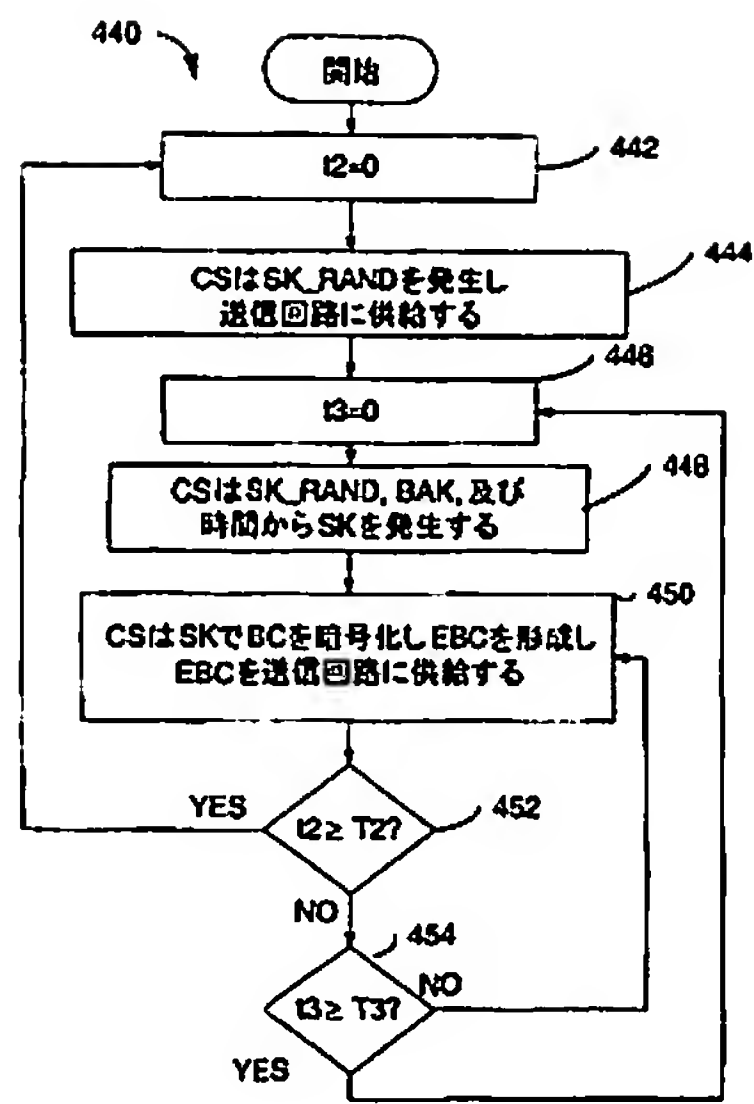 440
開始
t2=0
442
CSはSK_RANDを発生し
送信回路に供給する
444
t3=0
446
CSはSK_RAND, BAK, 及び
時間からSKを発生する
448
CSはSKでBCを暗号化しEBCを形成し
EBCを送信回路に供給する
450
YES
t2≥ T2?
452
NO
454
t3≥ T3?
NO
YES